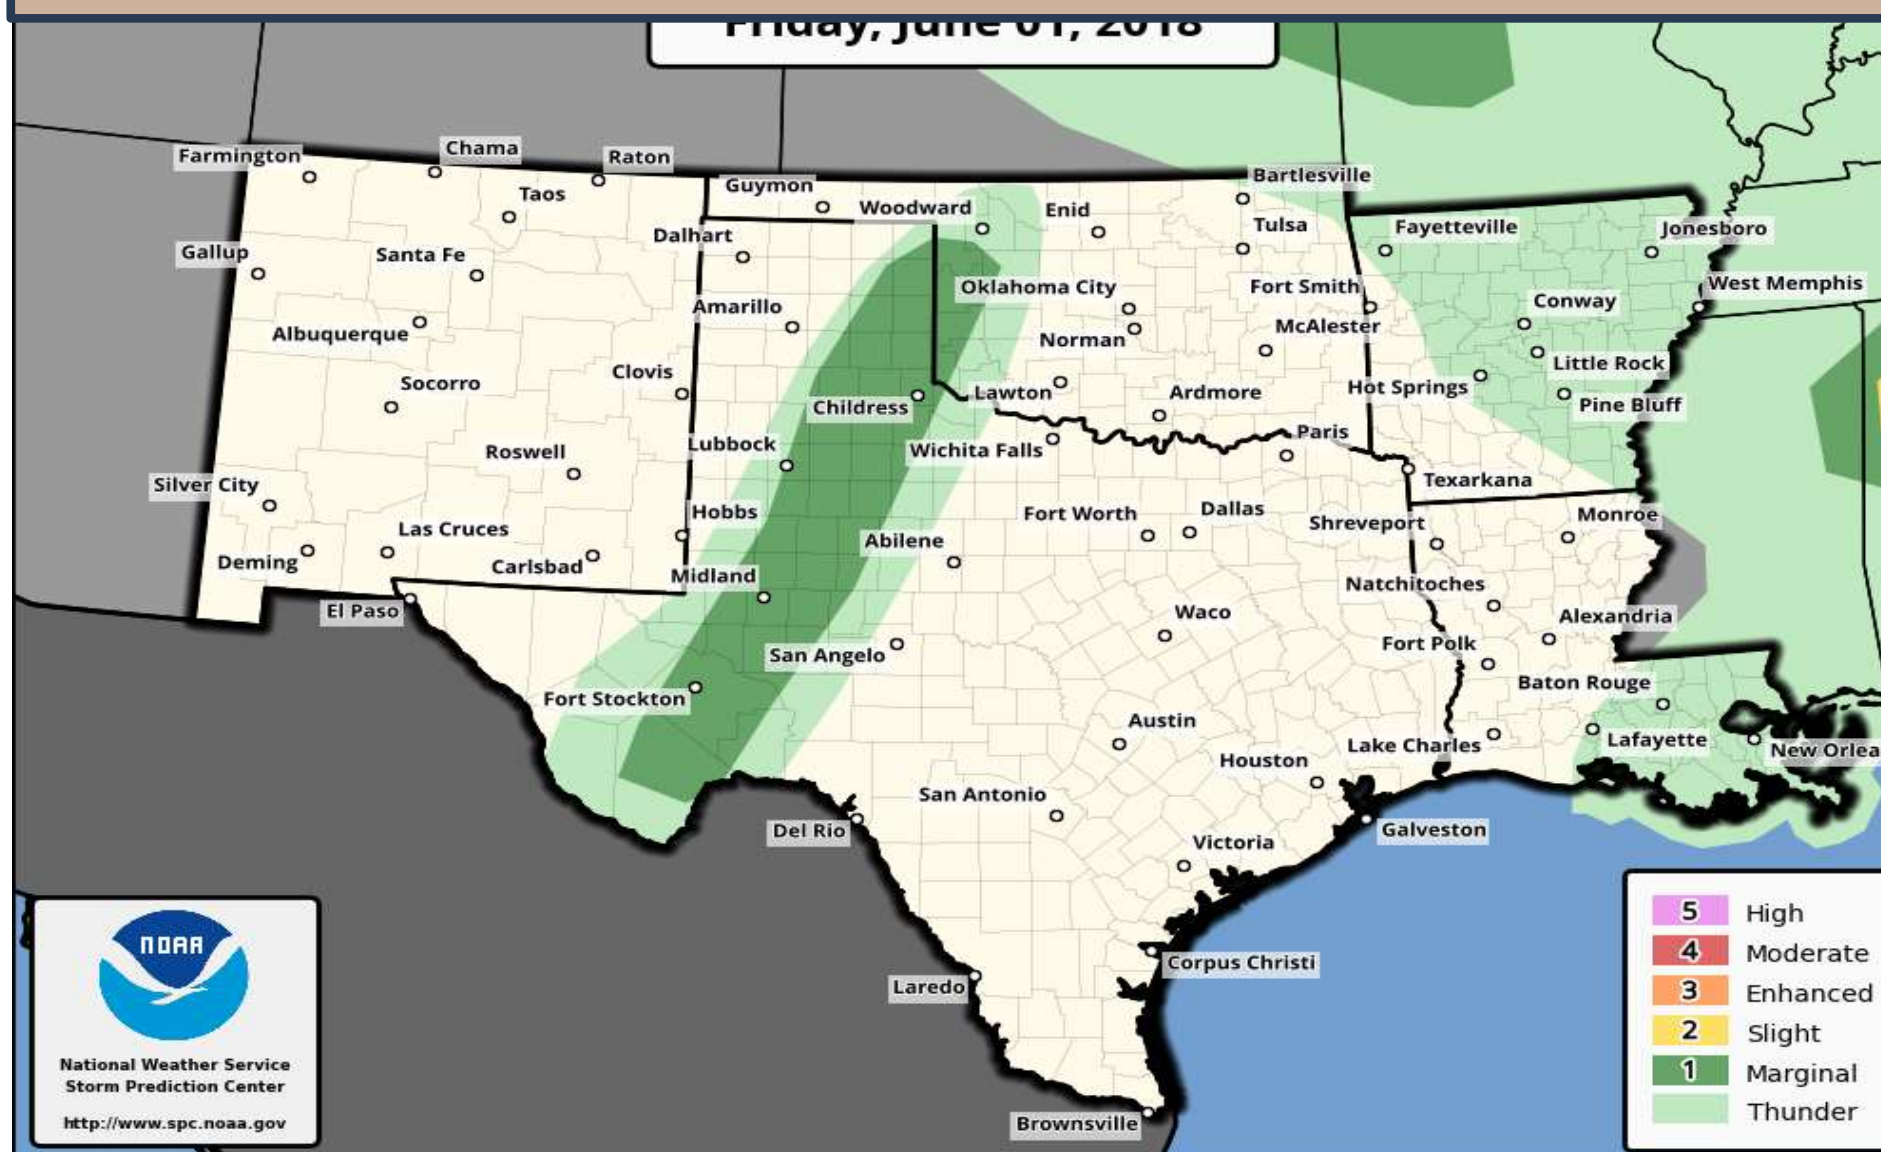 Friday, June 01, 2018
Farmington
Chama
Raton
Taos
Guymon
Woodward
Enid
Bartlesville
Tulsa
Fayetteville
Jonesboro
Gallup
Santa Fe
Dalhart
Oklahoma City
Fort Smith
West Memphis
Amarillo
Conway
Albuquerque
Norman
McAlester
Little Rock
Socorro
Clovis
Childress
Lawton
Ardmore
Hot Springs
Pine Bluff
Roswell
Lubbock
Wichita Falls
Paris
Texarkana
Silver City
Hobbs
Fort Worth
Dallas
Shreveport
Monroe
Las Cruces
Abilene
Deming
Carlsbad
Midland
Natchitoches
El Paso
Waco
Alexandria
San Angelo
Fort Polk
Fort Stockton
Baton Rouge
Austin
Lake Charles
Lafayette
New Orlea
Houston
San Antonio
Del Rio
Galveston
Victoria
Corpus Christi
Laredo
Brownsville
NOAA
National Weather Service
Storm Prediction Center
http://www.spc.noaa.gov
5 High
4 Moderate
3 Enhanced
2 Slight
1 Marginal
Thunder